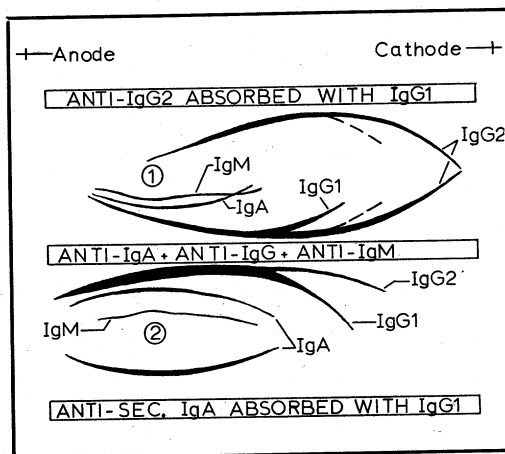 Anode Cathode
ANTI-IgG2 ABSORBED WITH IgG1
IgG2
IgM
1
IgG1
IgA
ANTI-IgA + ANTI-IgG + ANTI-IgM
IgG2
IgM
2
IgG1
IgA
ANTI-SEC. IgA ABSORBED WITH IgG1